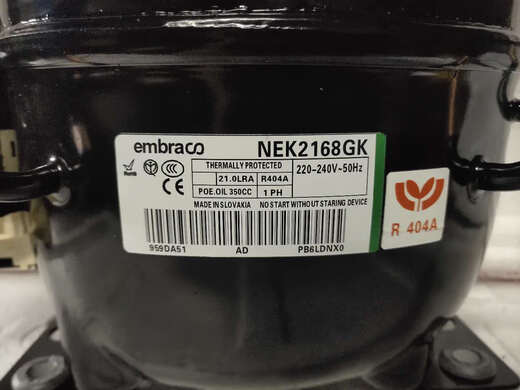 embraco NEK2168GK
THERMALLY PROTECTED 220-240V~50Hz
21.0LRA R404A
POE.OIL 350CC 1 PH
MADE IN SLOVAKIA NO START WITHOUT STARING DEVICE
959DA51 AD PB6LDNX0
R 404A